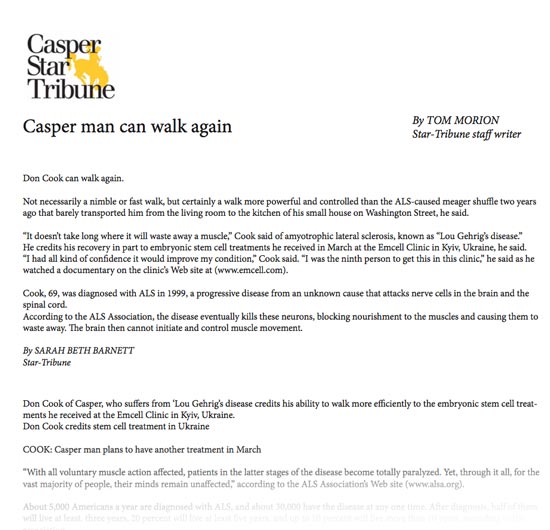 Casper
Star
Tribune
Casper man can walk again
By TOM MORION
Star-Tribune staff writer
Don Cook can walk again.
Not necessarily a nimble or fast walk, but certainly a walk more powerful and controlled than the ALS-caused meager shuffle two years
ago that barely transported him from the living room to the kitchen of his small house on Washington Street, he said.
“It doesn’t take long where it will waste away a muscle,” Cook said of amyotrophic lateral sclerosis, known as “Lou Gehrig’s disease.”
He credits his recovery in part to embryonic stem cell treatments he received in March at the Emcell Clinic in Kyiv, Ukraine, he said.
“I had all kind of confidence it would improve my condition,” Cook said. “I was the ninth person to get this in this clinic,” he said as he
watched a documentary on the clinic’s Web site at (www.emcell.com).
Cook, 69, was diagnosed with ALS in 1999, a progressive disease from an unknown cause that attacks nerve cells in the brain and the
spinal cord.
According to the ALS Association, the disease eventually kills these neurons, blocking nourishment to the muscles and causing them to
waste away. The brain then cannot initiate and control muscle movement.
By SARAH BETH BARNETT
Star-Tribune
Don Cook of Casper, who suffers from ‘Lou Gehrig’s disease credits his ability to walk more efficiently to the embryonic stem cell treat-
ments he received at the Emcell Clinic in Kyiv, Ukraine.
Don Cook credits stem cell treatment in Ukraine
COOK: Casper man plans to have another treatment in March
“With all voluntary muscle action affected, patients in the latter stages of the disease become totally paralyzed. Yet, through it all, for the
vast majority of people, their minds remain unaffected,” according to the ALS Association’s Web site (www.alsa.org).
About 5,000 Americans a year are diagnosed with ALS, and about 30,000 have the disease at any one time. After diagnosis, half of them
will live at least, three years, 20 percent will live at least five years, and up to 10 percent will live more than 10 years,